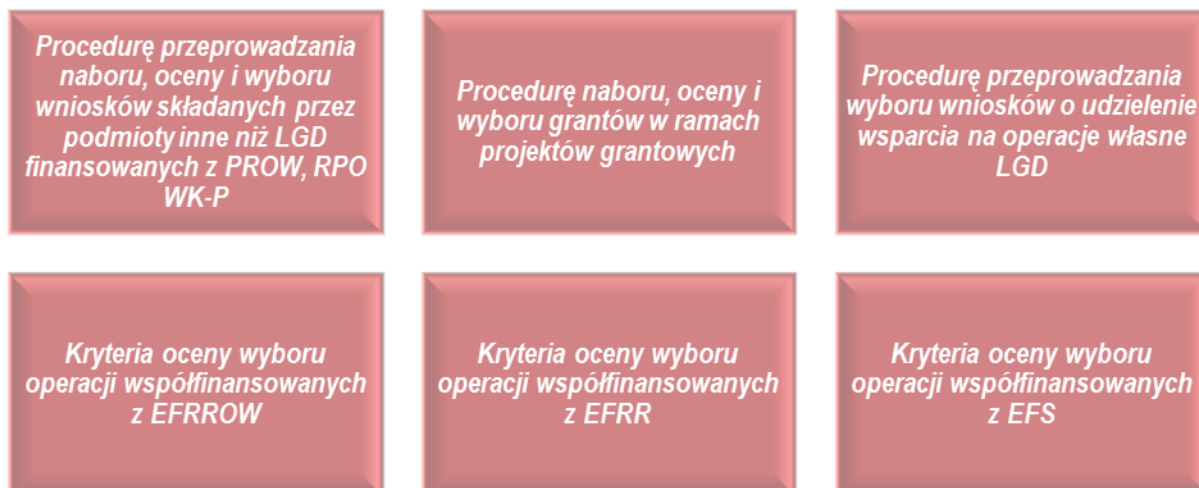 Procedurę przeprowadzania
naboru, oceny i wyboru
wniosków składanych przez
podmioty inne niż LGD
finansowanych z PROW, RPO
WK-P
Procedurę naboru, oceny i
wyboru grantów w ramach
projektów grantowych
Procedurę przeprowadzania
wyboru wniosków o udzielenie
wsparcia na operacje własne
LGD
Kryteria oceny wyboru
operacji współfinansowanych
z EFRROW
Kryteria oceny wyboru
operacji współfinansowanych
z EFRR
Kryteria oceny wyboru
operacji współfinansowanych
z EFS